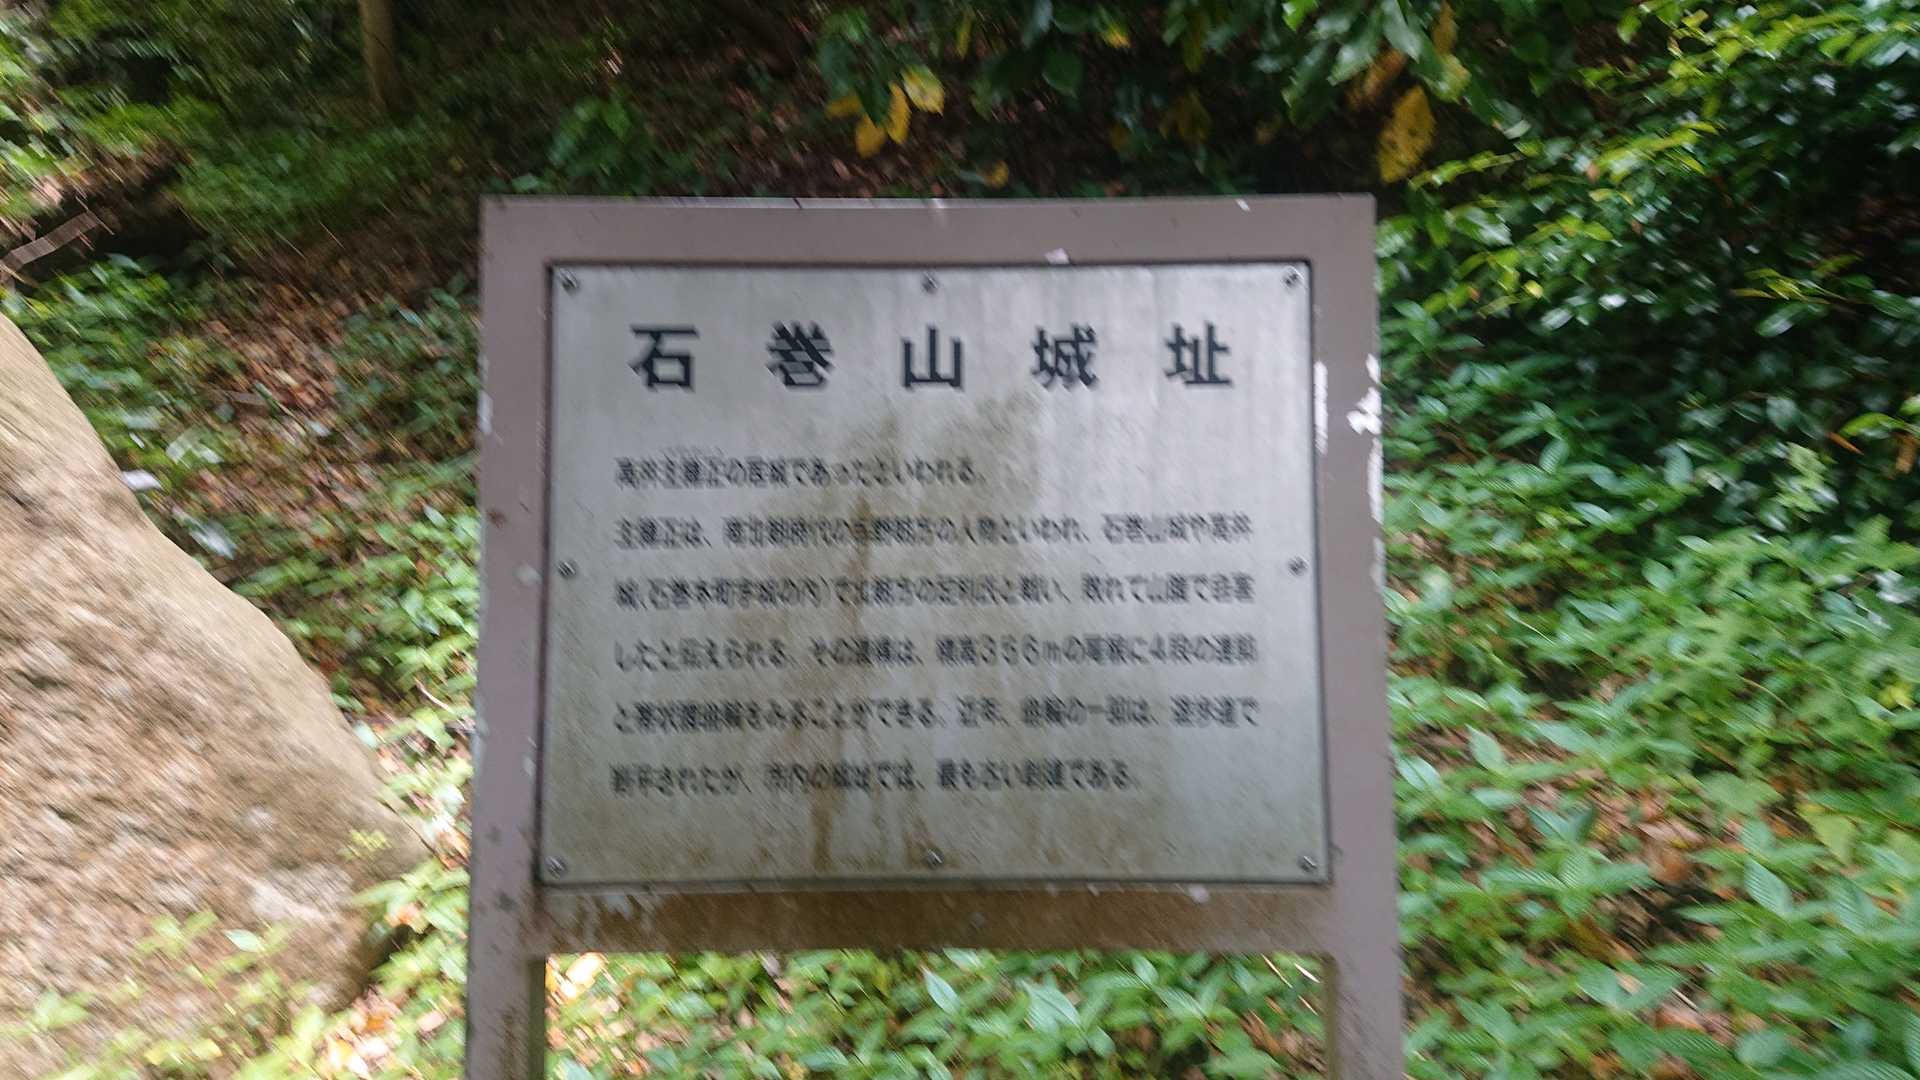 石巻山城址
高井主膳正の居城であったといわれる。
主膳正は、南北朝時代の吉野朝方の人物といわれ、石巻山城や高井
城(石巻本町字城の内)で北朝方の足利氏と戦い、敗れて山麓で自害
したと伝えられる。その遺構は、標高356mの尾根に4段の連郭
と帯状腰曲輪をみることができる。近年、曲輪の一部は、遊歩道で
削平されたが、市内の城址では、最も古い創建である。